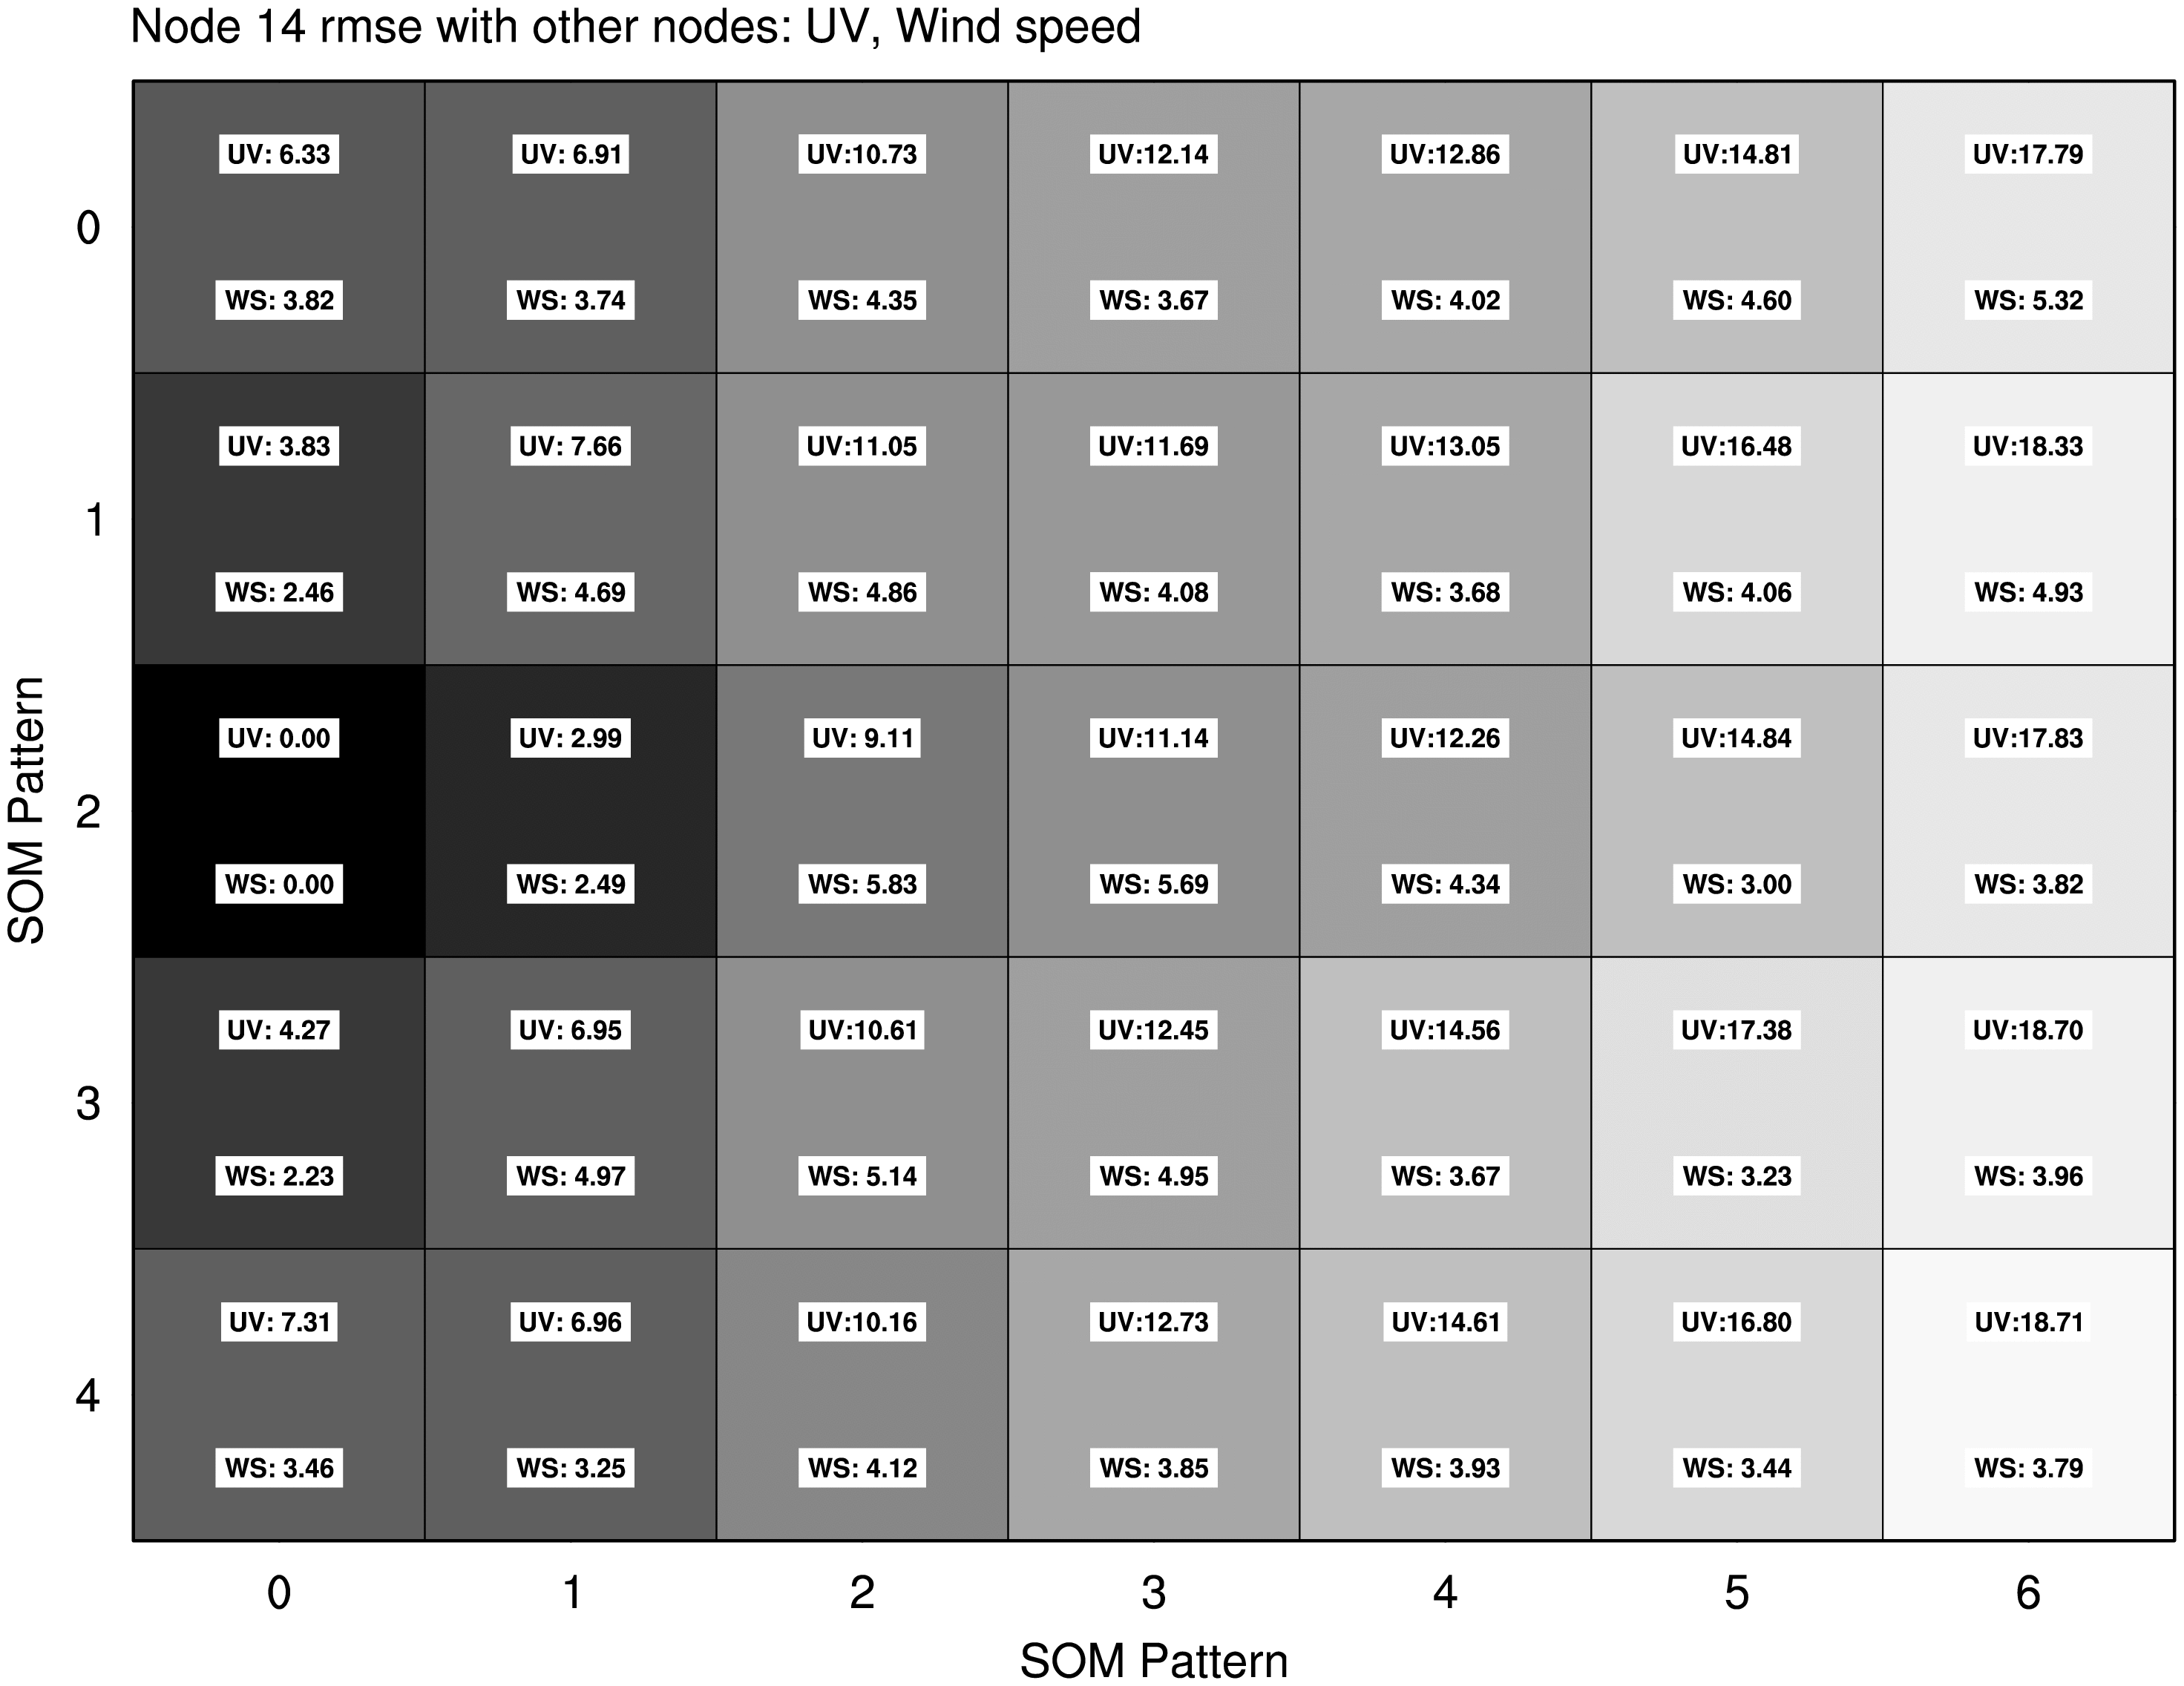 Node 14 rmse with other nodes: UV, Wind speed
UV: 6.33 UV: 6.91 UV:10.73 UV:12.14 UV:12.86 UV:14.81 UV:17.79
0
WS: 3.82 WS: 3.74 WS: 4.35 WS: 3.67 WS: 4.02 WS: 4.60 WS: 5.32
UV: 3.83 UV: 7.66 UV:11.05 UV:11.69 UV:13.05 UV:16.48 UV:18.33
1
WS: 2.46 WS: 4.69 WS: 4.86 WS: 4.08 WS: 3.68 WS: 4.06 WS: 4.93
SOM Pattern
UV: 0.00 UV: 2.99 UV: 9.11 UV:11.14 UV:12.26 UV:14.84 UV:17.83
2
WS: 0.00 WS: 2.49 WS: 5.83 WS: 5.69 WS: 4.34 WS: 3.00 WS: 3.82
UV: 4.27 UV: 6.95 UV:10.61 UV:12.45 UV:14.56 UV:17.38 UV:18.70
3
WS: 2.23 WS: 4.97 WS: 5.14 WS: 4.95 WS: 3.67 WS: 3.23 WS: 3.96
UV: 7.31 UV: 6.96 UV:10.16 UV:12.73 UV:14.61 UV:16.80 UV:18.71
4
WS: 3.46 WS: 3.25 WS: 4.12 WS: 3.85 WS: 3.93 WS: 3.44 WS: 3.79
0 1 2 3 4 5 6
SOM Pattern